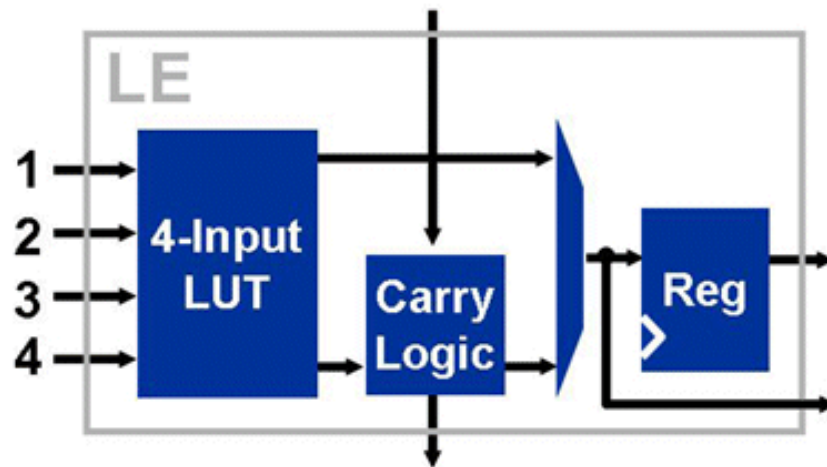 LE
1
2
3
4
4-Input
LUT
Carry
Logic
Reg